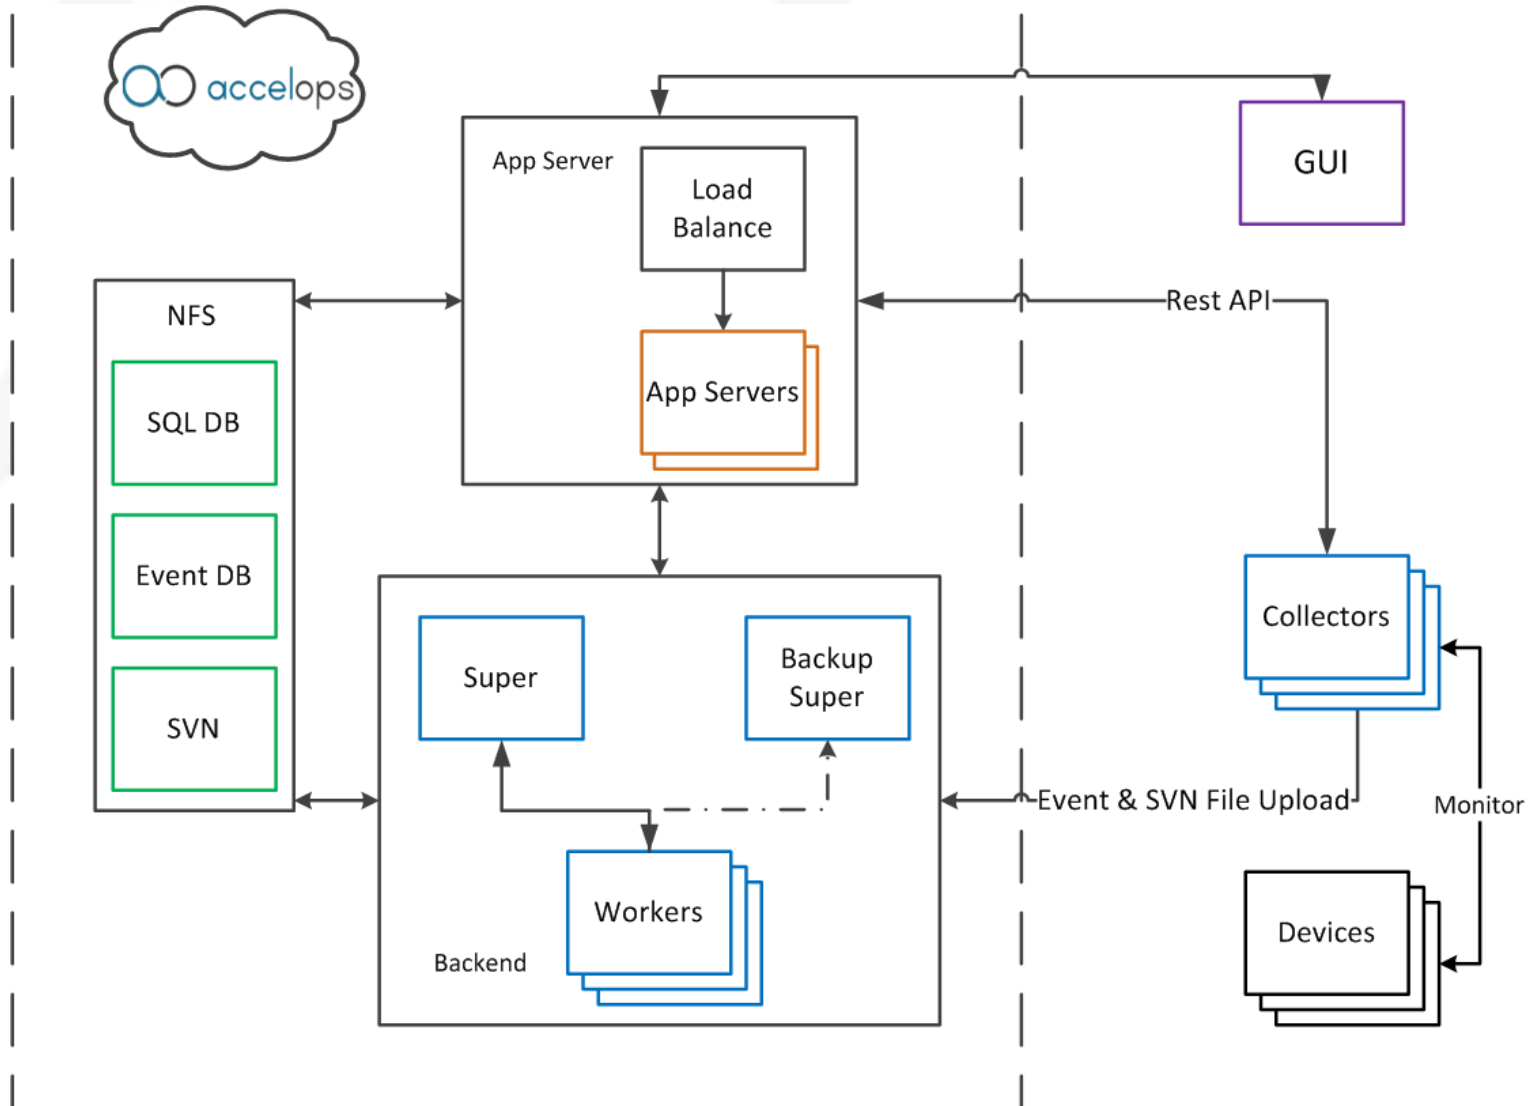 accelops
App Server
Load
Balance
GUI
NFS
Rest API
SQL DB
App Servers
Event DB
Collectors
Super
Backup
Super
SVN
Event & SVN File Upload
Monitor
Workers
Devices
Backend